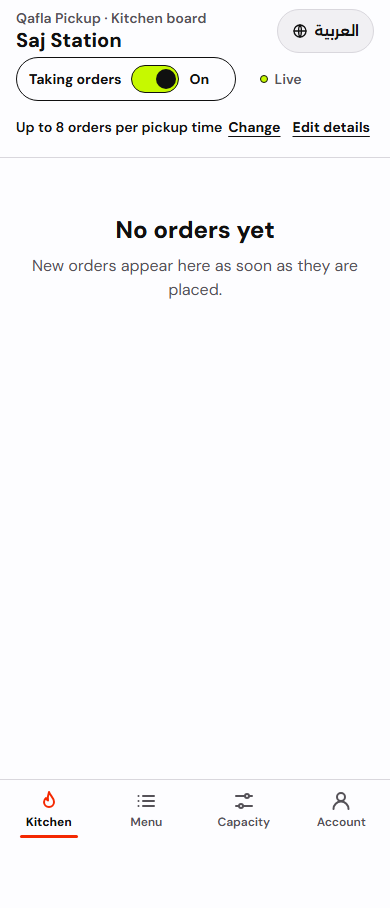 Qafla Pickup · Kitchen board
Saj Station
العربية
Taking orders On
Live
Up to 8 orders per pickup time Change Edit details
No orders yet
New orders appear here as soon as they are
placed.
Kitchen Menu Capacity Account